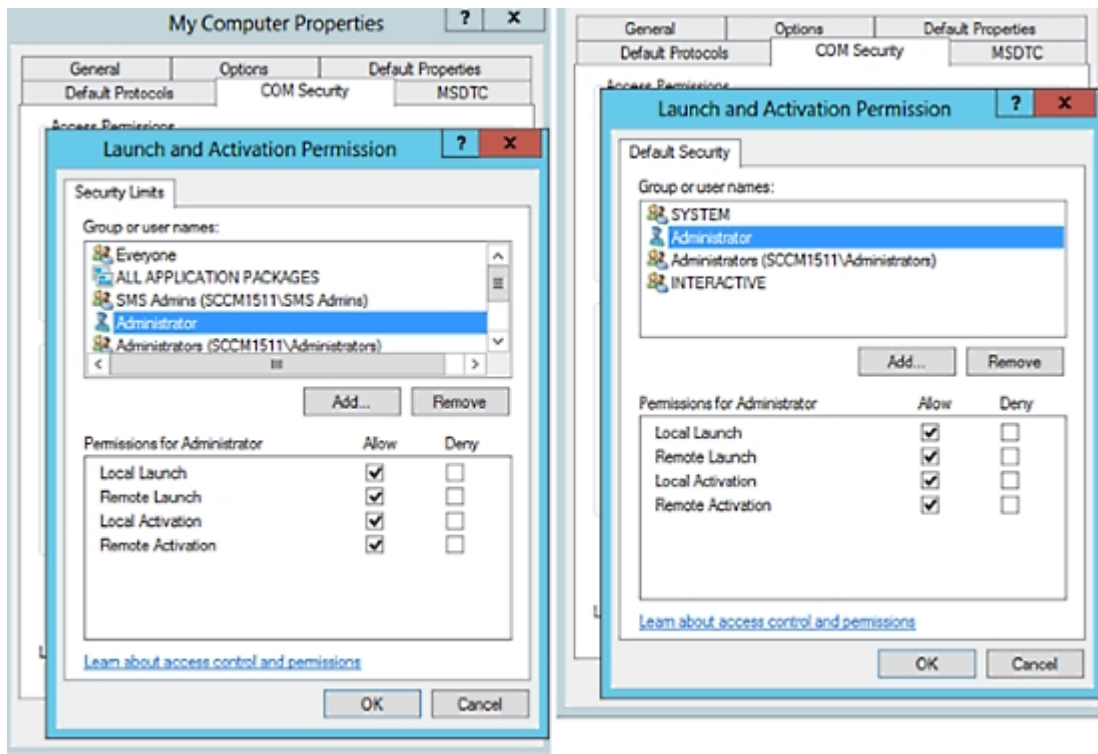 My Computer Properties
? x
General Options Default Properties
Default Protocols COM Security MSDTC
Access Permissions
Launch and Activation Permission
? x
Security Limits
Group or user names:
Everyone
ALL APPLICATION PACKAGES
SMS Admins (SCCM1511\SMS Admins)
Administrator
Administrators (SCCM1511\Administrators)
Add... Remove
Permissions for Administrator Allow Deny
Local Launch
Remote Launch
Local Activation
Remote Activation
Learn about access control and permissions
OK Cancel
General Options Default Properties
Default Protocols COM Security MSDTC
Access Permissions
Launch and Activation Permission
? x
Default Security
Group or user names:
SYSTEM
Administrator
Administrators (SCCM1511\Administrators)
INTERACTIVE
Add... Remove
Permissions for Administrator Allow Deny
Local Launch
Remote Launch
Local Activation
Remote Activation
Learn about access control and permissions
OK Cancel